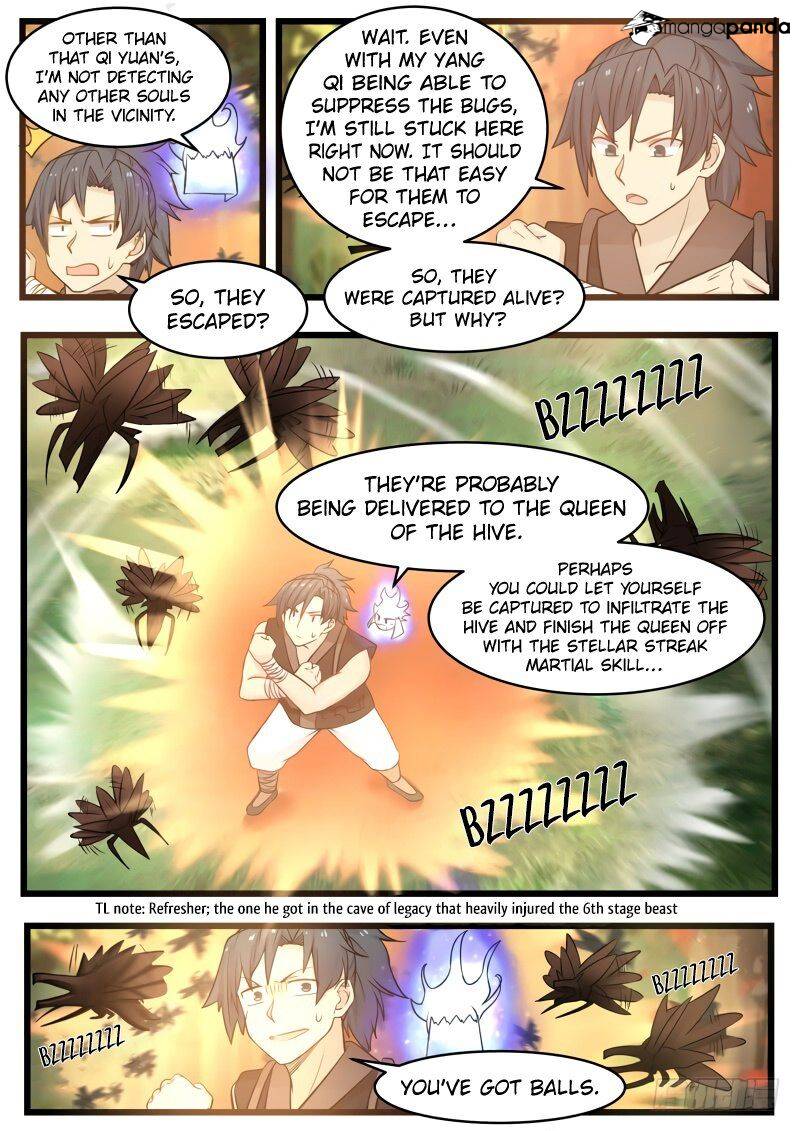 mangapanda
OTHER THAN
THAT QI YUAN'S,
I'M NOT DETECTING
ANY OTHER SOULS
IN THE VICINITY.
SO, THEY
ESCAPED?
WAIT. EVEN
WITH MY YANG
QI BEING ABLE TO
SUPPRESS THE BUGS,
I'M STILL STUCK HERE
RIGHT NOW. IT SHOULD
NOT BE THAT EASY
FOR THEM TO
ESCAPE...
SO, THEY
WERE CAPTURED ALIVE?
BUT WHY?
BZZZZZZZZ
THEY'RE PROBABLY
BEING DELIVERED TO THE QUEEN
OF THE HIVE.
PERHAPS
YOU COULD LET YOURSELF
BE CAPTURED TO INFILTRATE THE
HIVE AND FINISH THE QUEEN OFF
WITH THE STELLAR STREAK
MARTIAL SKILL...
BZZZZZZZZ
TL note: Refresher; the one he got in the cave of legacy that heavily injured the 6th stage beast
BZZZZZZZZ
BZZZZZZZZ
YOU'VE GOT BALLS.